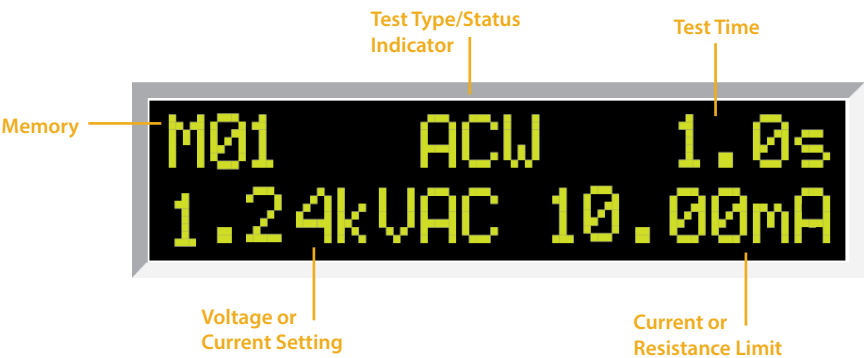 Test Type/Status
Indicator
Test Time
Memory
M01 ACW 1.0s
1.24kVAC 10.00mA
Voltage or
Current Setting
Current or
Resistance Limit